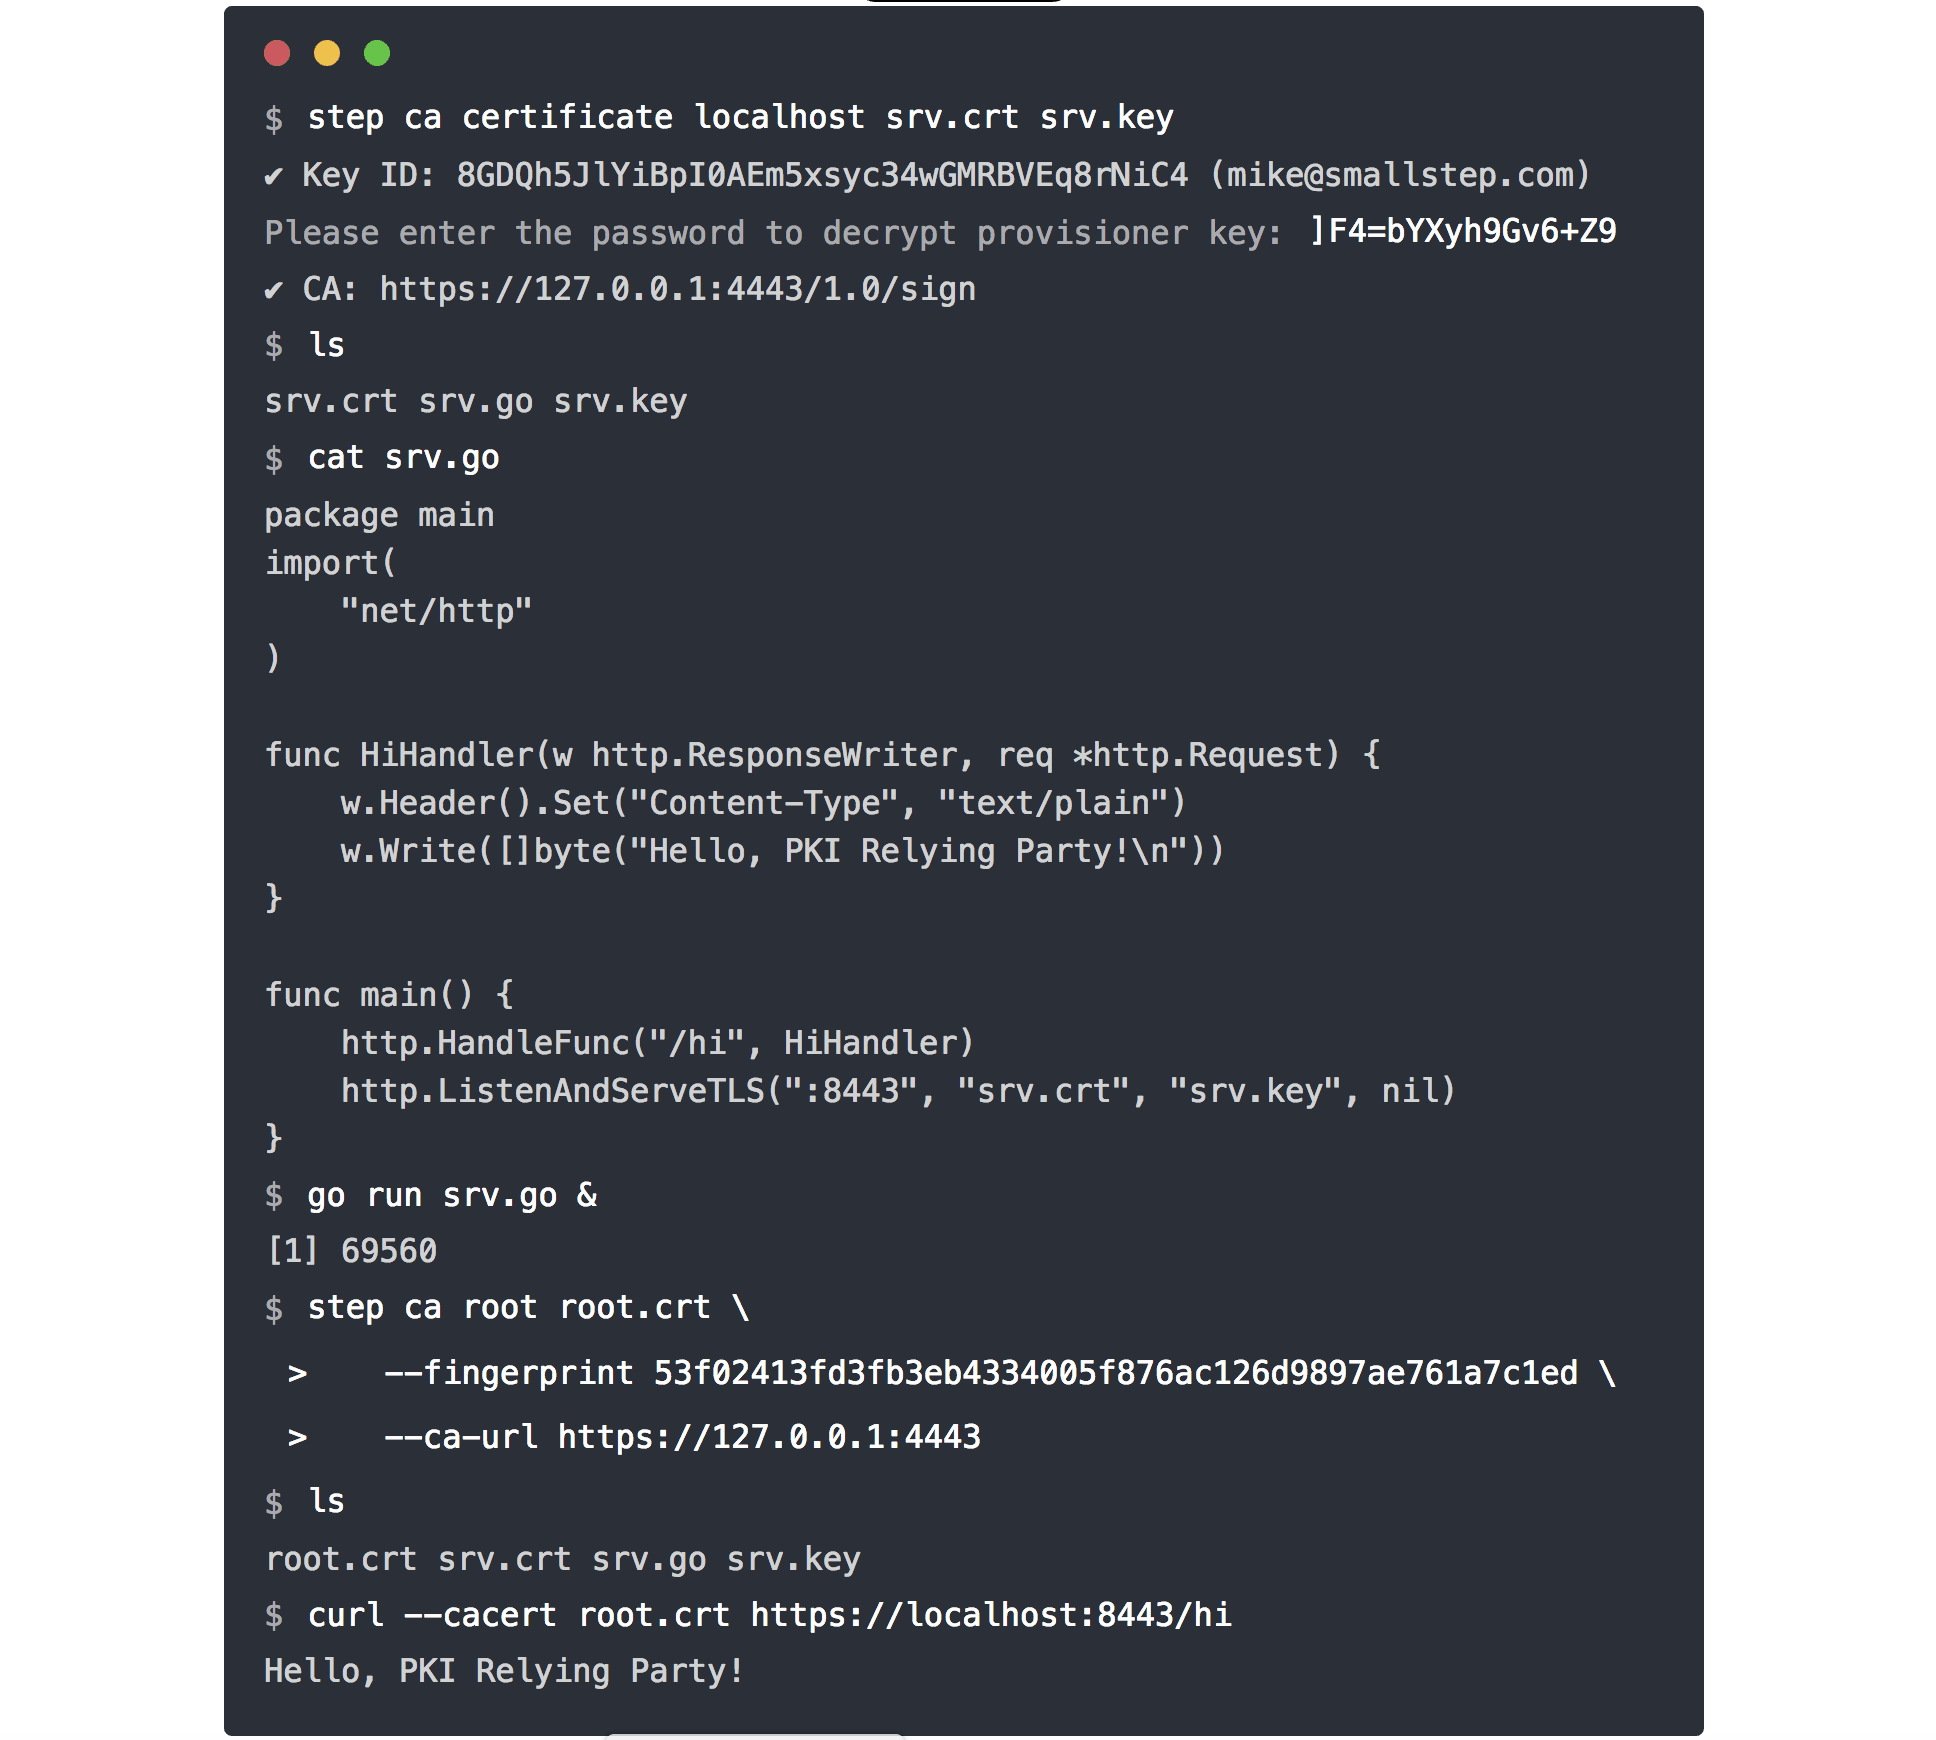 $ step ca certificate localhost srv.crt srv.key
✔ Key ID: 8GDQh5JlYiBpI0AEm5xsyc34wGMRBVEq8rNiC4 (mike@smallstep.com)
Please enter the password to decrypt provisioner key: ]F4=bYXyh9Gv6+Z9
✔ CA: https://127.0.0.1:4443/1.0/sign
$ ls
srv.crt srv.go srv.key
$ cat srv.go
package main
import(
    "net/http"
)

func HiHandler(w http.ResponseWriter, req *http.Request) {
    w.Header().Set("Content-Type", "text/plain")
    w.Write([]byte("Hello, PKI Relying Party!\n"))
}

func main() {
    http.HandleFunc("/hi", HiHandler)
    http.ListenAndServeTLS(":8443", "srv.crt", "srv.key", nil)
}
$ go run srv.go &
[1] 69560
$ step ca root root.crt \
 >    --fingerprint 53f02413fd3fb3eb4334005f876ac126d9897ae761a7c1ed \
 >    --ca-url https://127.0.0.1:4443
$ ls
root.crt srv.crt srv.go srv.key
$ curl --cacert root.crt https://localhost:8443/hi
Hello, PKI Relying Party!